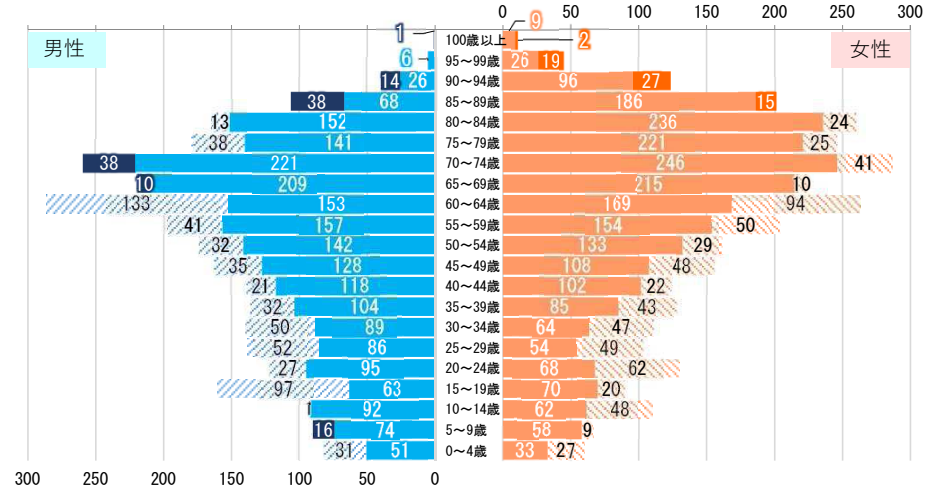 0 50 100 150 200 250 300
男性
女性
1 100歳以上 9 2
6 95～99歳 26 19
14 26 90～94歳 96 27
38 68 85～89歳 186 15
13 152 80～84歳 236 24
38 141 75～79歳 221 25
38 221 70～74歳 246 41
10 209 65～69歳 215 10
133 153 60～64歳 169 94
41 157 55～59歳 154 50
32 142 50～54歳 133 29
35 128 45～49歳 108 48
21 118 40～44歳 102 22
32 104 35～39歳 85 43
50 89 30～34歳 64 47
52 86 25～29歳 54 49
27 95 20～24歳 68 62
97 63 15～19歳 70 20
92 10～14歳 62 48
16 74 5～9歳 58 9
31 51 0～4歳 33 27
300 250 200 150 100 50 0